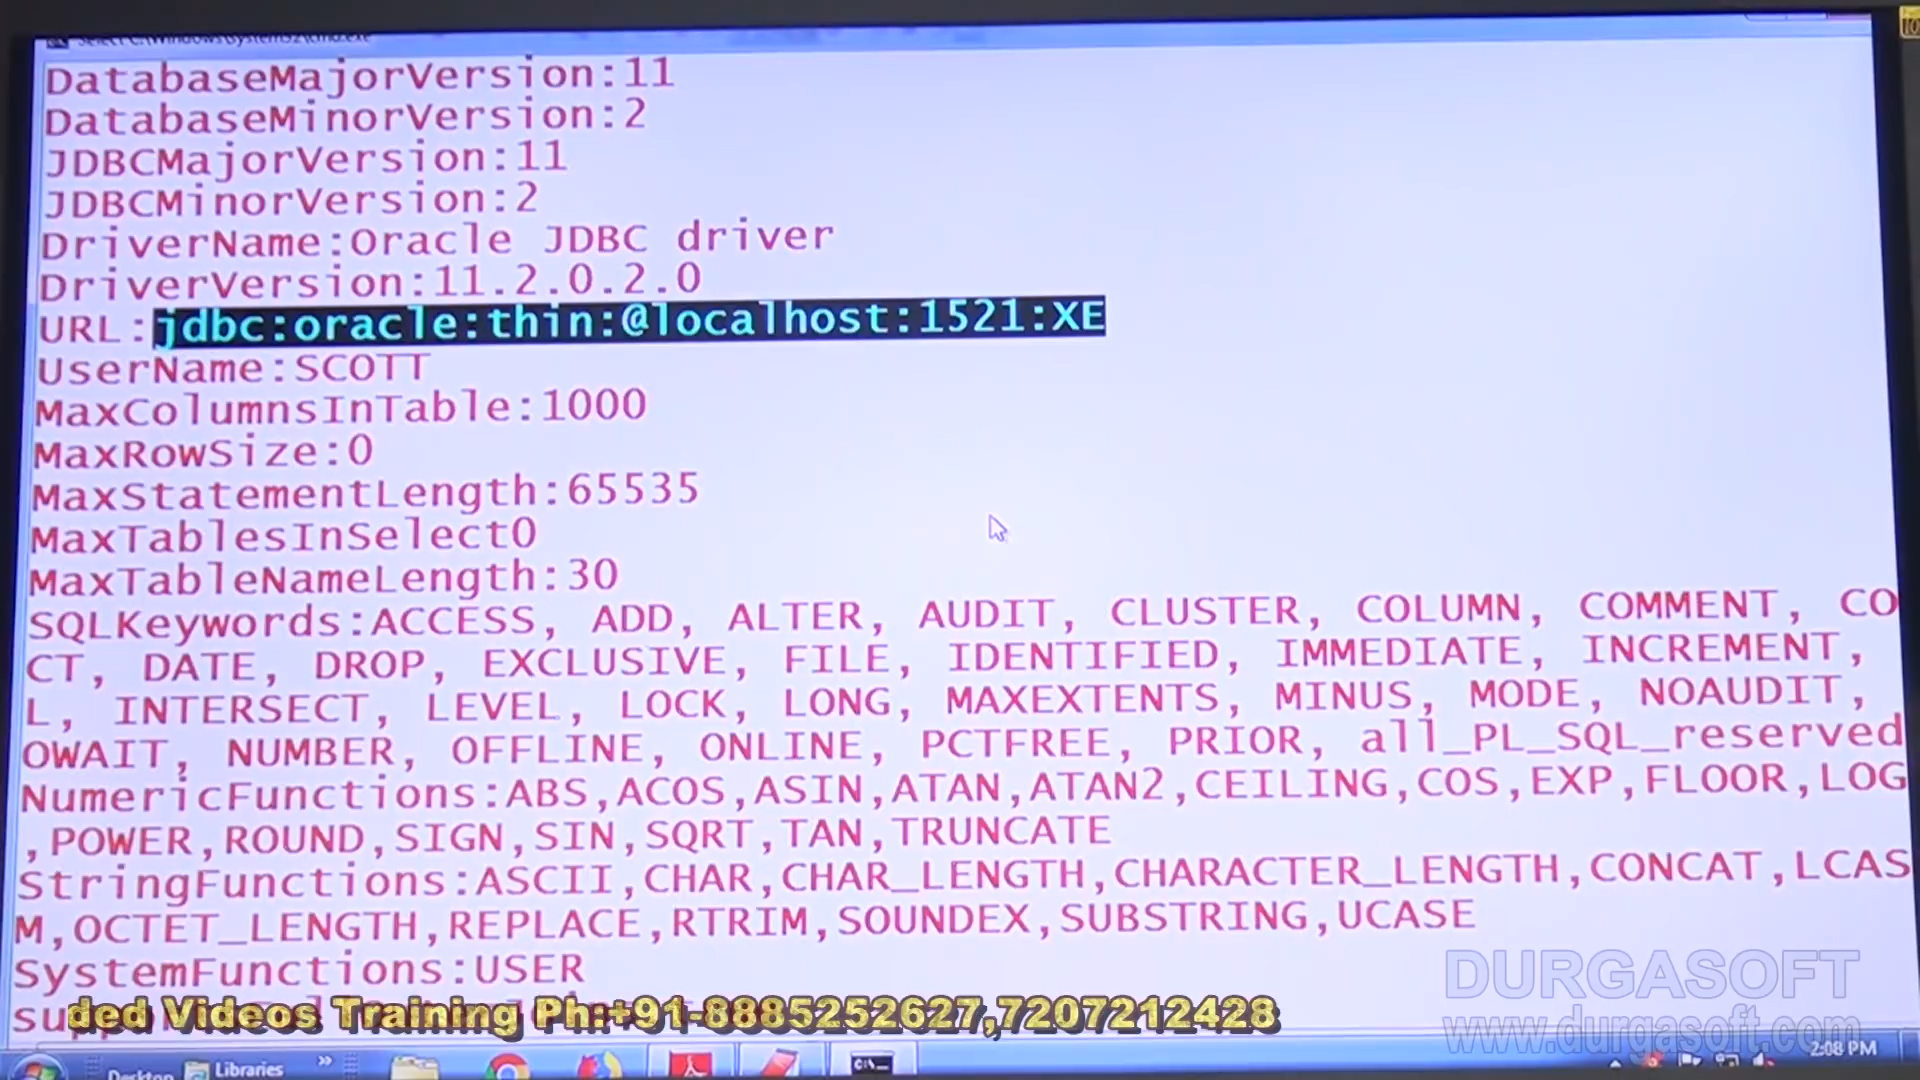 DatabaseMajorVersion:11
DatabaseMinorVersion:2
JDBCMajorVersion:11
JDBCMinorVersion:2
DriverName:Oracle JDBC driver
DriverVersion:11.2.0.2.0
URL:jdbc:oracle:thin:@localhost:1521:XE
UserName:SCOTT
MaxColumnsInTable:1000
MaxRowSize:0
MaxStatementLength:65535
MaxTablesInSelect0
MaxTableNameLength:30
SQLKeywords:ACCESS, ADD, ALTER, AUDIT, CLUSTER, COLUMN, COMMENT, CO
CT, DATE, DROP, EXCLUSIVE, FILE, IDENTIFIED, IMMEDIATE, INCREMENT,
L, INTERSECT, LEVEL, LOCK, LONG, MAXEXTENTS, MINUS, MODE, NOAUDIT,
OWAIT, NUMBER, OFFLINE, ONLINE, PCTFREE, PRIOR, all_PL_SQL_reserved
NumericFunctions:ABS,ACOS,ASIN,ATAN,ATAN2,CEILING,COS,EXP,FLOOR,LOG
,POWER,ROUND,SIGN,SIN,SQRT,TAN,TRUNCATE
StringFunctions:ASCII,CHAR,CHAR_LENGTH,CHARACTER_LENGTH,CONCAT,LCAS
M,OCTET_LENGTH,REPLACE,RTRIM,SOUNDEX,SUBSTRING,UCASE
SystemFunctions:USER
DURGASOFT
ded Videos Training Ph:+91-8885252627,7207212428
www.durgasoft.com
Desktop Libraries » 2:08 PM